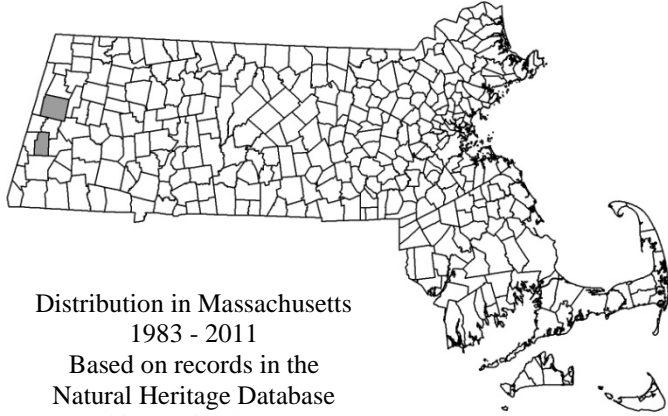 Distribution in Massachusetts
1983 - 2011
Based on records in the
Natural Heritage Database